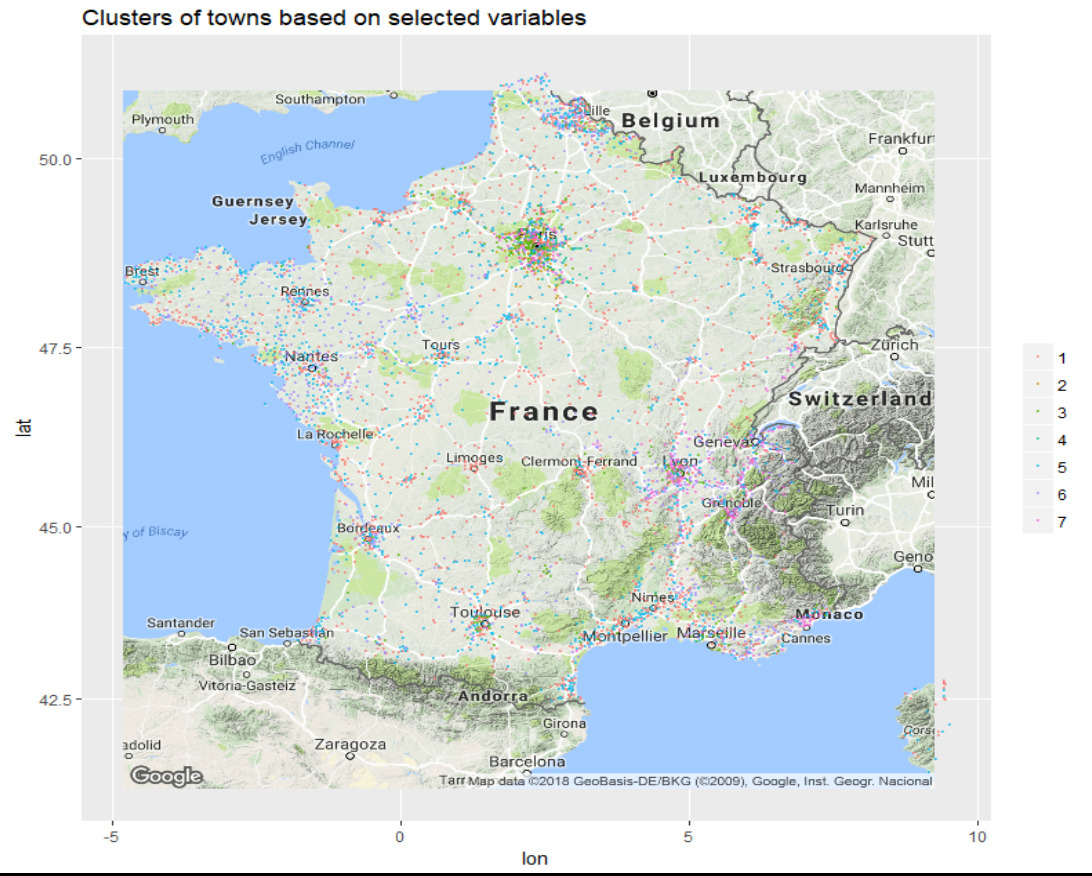 Clusters of towns based on selected variables
Southampton
Plymouth
Lille
Belgium
50.0
English Channel
Frankfurt
Luxembourg
Mannheim
Guernsey
Jersey
Karlsruhe
Paris
Stutt
Brest
Strasbourg
Rennes
47.5
Tours
Zürich
Nantes
1
2
Switzerland
France
3
lat
La Rochelle
Geneva
4
Limoges
Clermont-Ferrand
Lyon
5
Mil
6
Grenoble
Turin
7
45.0
Bordeaux
y of Biscay
Geno
Nimes
Toulouse
Monaco
Santander
San Sebastián
Montpellier
Marseille
Cannes
Bilbao
Vitoria-Gasteiz
42.5
Andorra
Girona
Corse
adolid
Zaragoza
Barcelona
Google
Tarr
Map data ©2018 GeoBasis-DE/BKG (©2009), Google, Inst. Geogr. Nacional
-5
0
5
10
lon